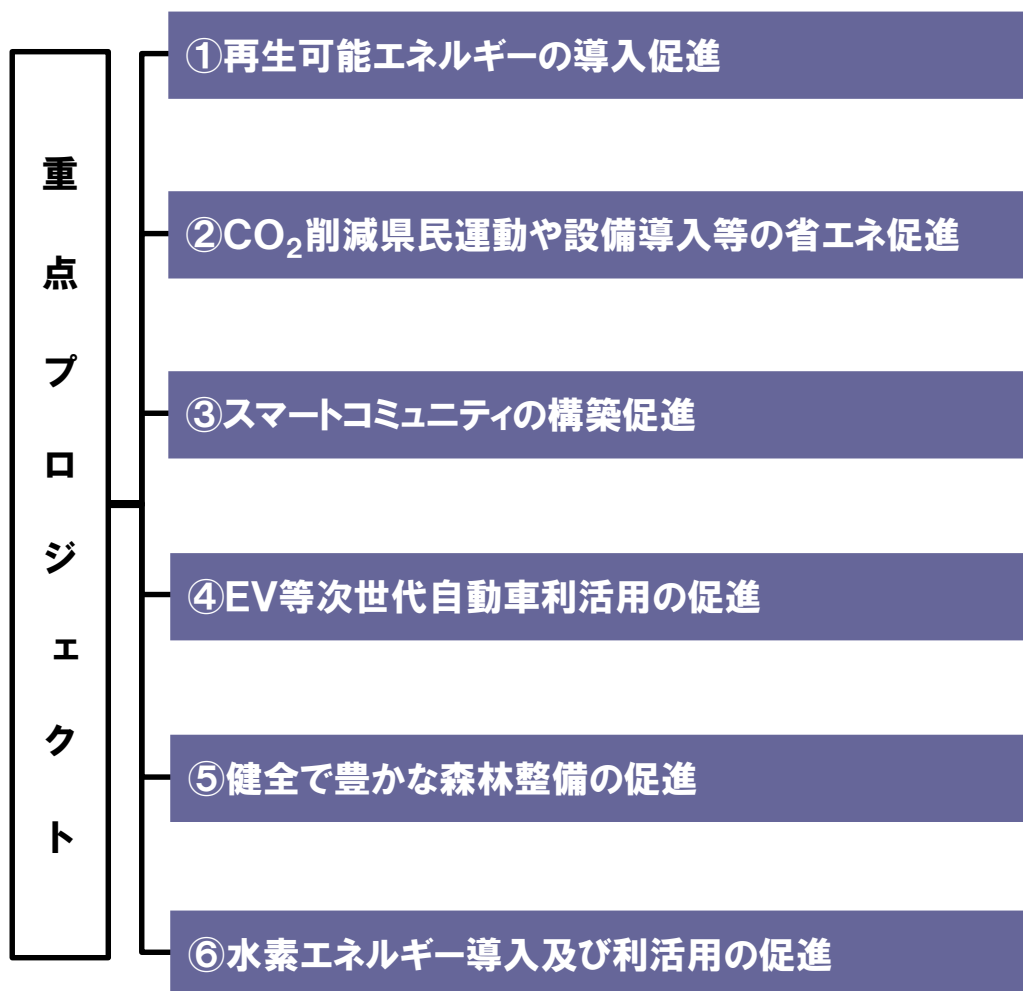 重点プロジェクト
①再生可能エネルギーの導入促進
②CO₂削減県民運動や設備導入等の省エネ促進
③スマートコミュニティの構築促進
④EV等次世代自動車利活用の促進
⑤健全で豊かな森林整備の促進
⑥水素エネルギー導入及び利活用の促進